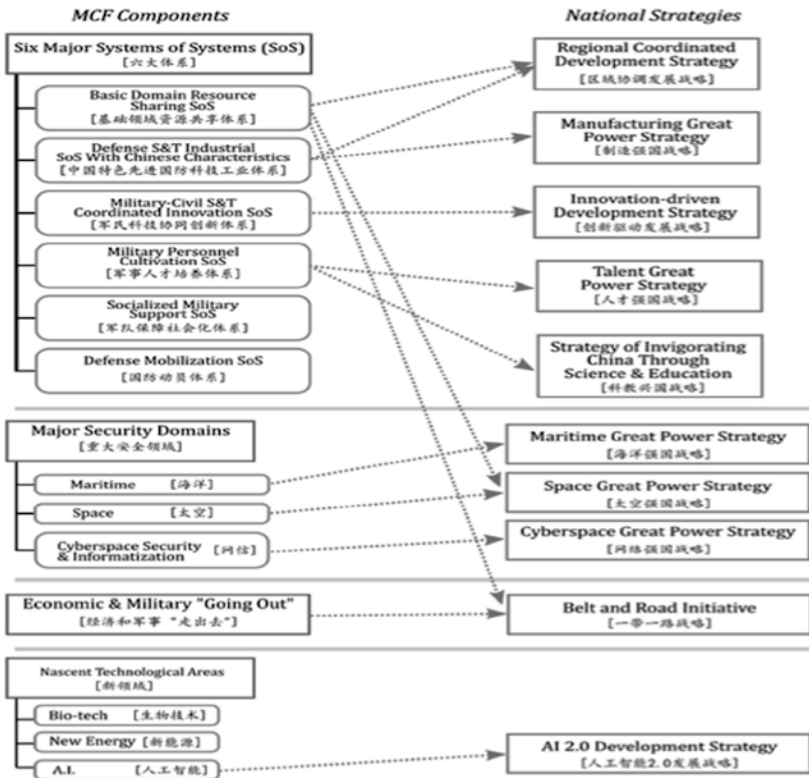 MCF Components
National Strategies
Six Major Systems of Systems (SoS)
[六大体系]
Basic Domain Resource
Sharing SoS
[基础领域资源共享体系]
Defense S&T Industrial
SoS With Chinese Characteristics
[中国特色先进国防科技工业体系]
Military-Civil S&T
Coordinated Innovation SoS
[军民科技协同创新体系]
Military Personnel
Cultivation SoS
[军事人才培养体系]
Socialized Military
Support SoS
[军队保障社会化体系]
Defense Mobilization SoS
[国防动员体系]
Regional Coordinated
Development Strategy
[区域协调发展战略]
Manufacturing Great
Power Strategy
[制造强国战略]
Innovation-driven
Development Strategy
[创新驱动发展战略]
Talent Great
Power Strategy
[人才强国战略]
Strategy of Invigorating
China Through
Science & Education
[科教兴国战略]
Major Security Domains
[重大安全领域]
Maritime [海洋]
Space [太空]
Cyberspace Security
& Informatization [网信]
Maritime Great Power Strategy
[海洋强国战略]
Space Great Power Strategy
[太空强国战略]
Cyberspace Great Power Strategy
[网络强国战略]
Economic & Military "Going Out"
[经济和军事 "走出去"]
Belt and Road Initiative
[一带一路战略]
Nascent Technological Areas
[新领域]
Bio-tech [生物技术]
New Energy [新能源]
A.I. [人工智能]
AI 2.0 Development Strategy
[人工智能2.0发展战略]